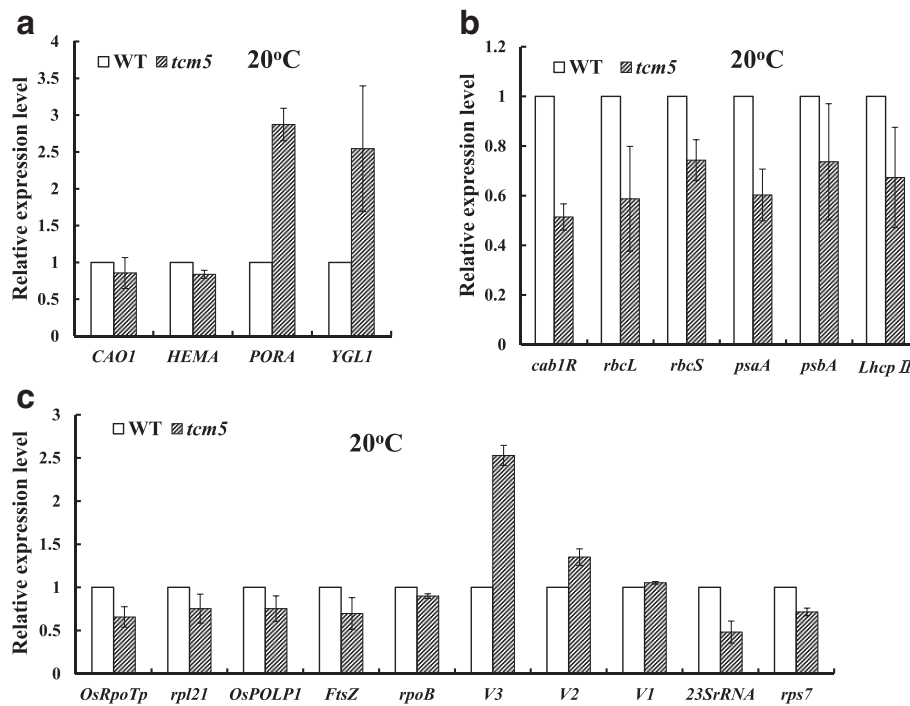 a
WT tcm5 20°C
Relative expression level
4
3.5
3
2.5
2
1.5
1
0.5
0
CAO1 HEMA PORA YGL1
b
WT tcm5 20°C
Relative expression level
1.2
1
0.8
0.6
0.4
0.2
0
cab1R rbcL rbcS psaA psbA Lhcp Ⅱ
c
WT tcm5
20°C
Relative expression level
3
2.5
2
1.5
1
0.5
0
OsRpoTp rpl21 OsPOLP1 FtsZ rpoB V3 V2 V1 23SrRNA rps7